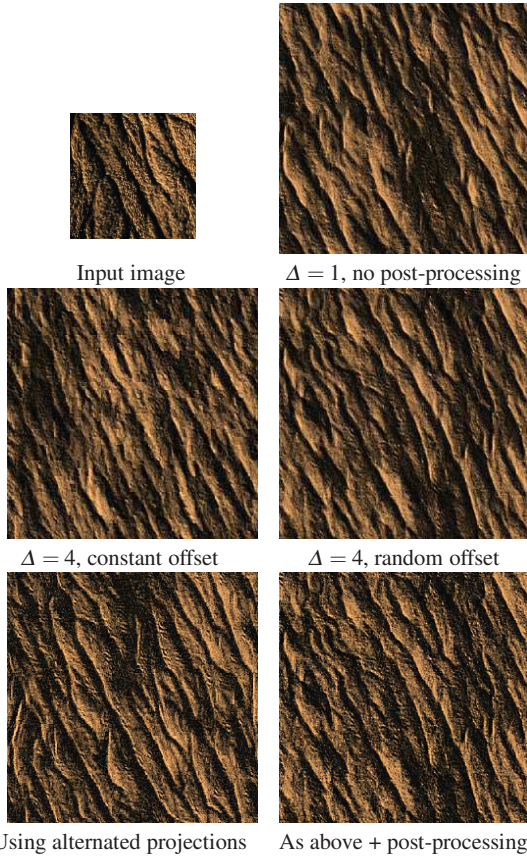 Input image
Δ = 1, no post-processing
Δ = 4, constant offset
Δ = 4, random offset
Using alternated projections
As above + post-processing